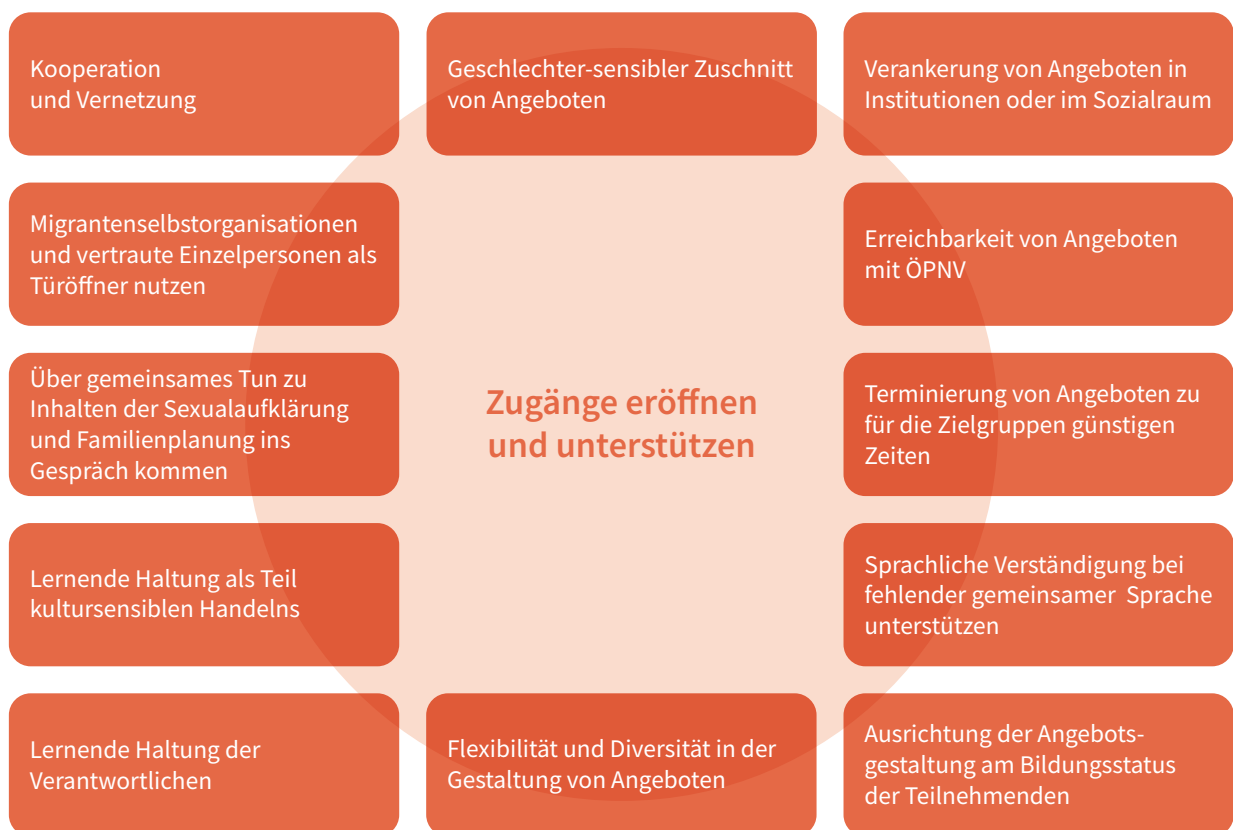 Kooperation
und Vernetzung
Geschlechter-sensibler Zuschnitt
von Angeboten
Verankerung von Angeboten in
Institutionen oder im Sozialraum
Migrantenselbstorganisationen
und vertraute Einzelpersonen als
Türöffner nutzen
Erreichbarkeit von Angeboten
mit ÖPNV
Über gemeinsames Tun zu
Inhalten der Sexualaufklärung
und Familienplanung ins
Gespräch kommen
Zugänge eröffnen
und unterstützen
Terminierung von Angeboten zu
für die Zielgruppen günstigen
Zeiten
Lernende Haltung als Teil
kultursensiblen Handelns
Sprachliche Verständigung bei
fehlender gemeinsamer Sprache
unterstützen
Lernende Haltung der
Verantwortlichen
Flexibilität und Diversität in der
Gestaltung von Angeboten
Ausrichtung der Angebots-
gestaltung am Bildungsstatus
der Teilnehmenden